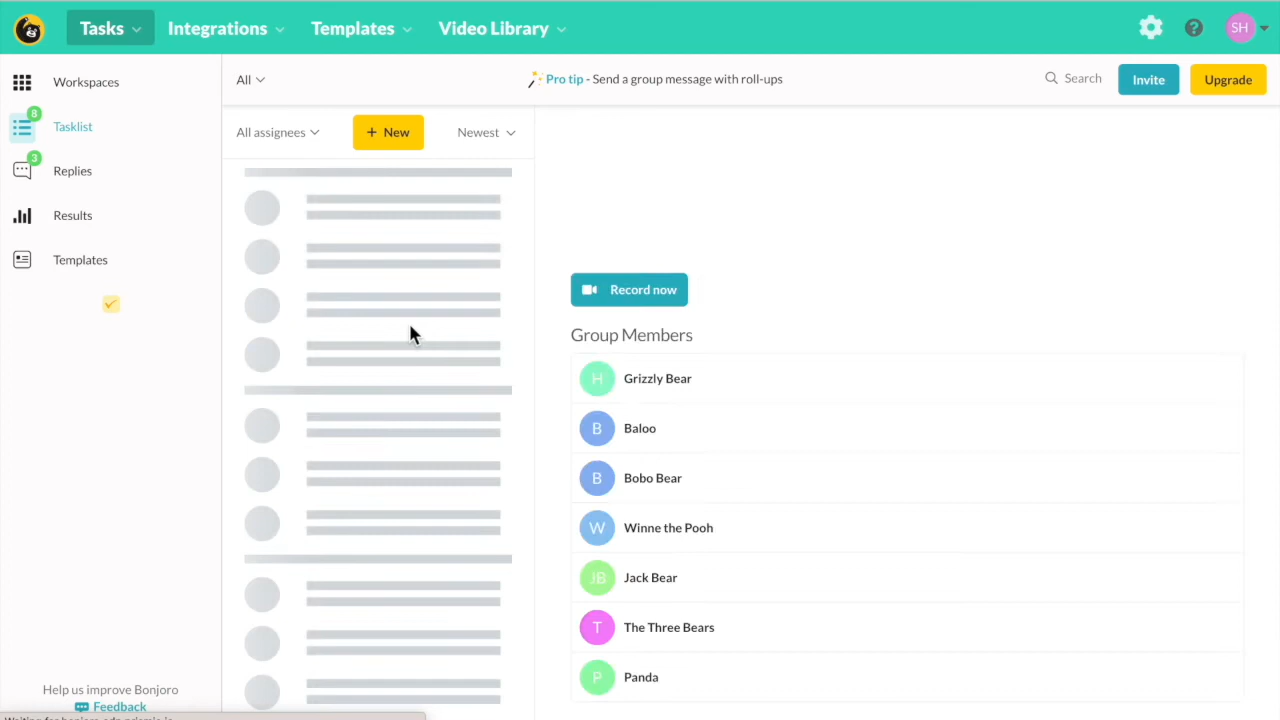 Tasks Integrations Templates Video Library SH
Workspaces
8
Tasklist
3
Replies
Results
Templates
Help us improve Bonjoro
Feedback
All
Pro tip - Send a group message with roll-ups
Search
Invite
Upgrade
All assignees
+ New
Newest
Record now
Group Members
H Grizzly Bear
B Baloo
B Bobo Bear
W Winne the Pooh
JB Jack Bear
T The Three Bears
P Panda